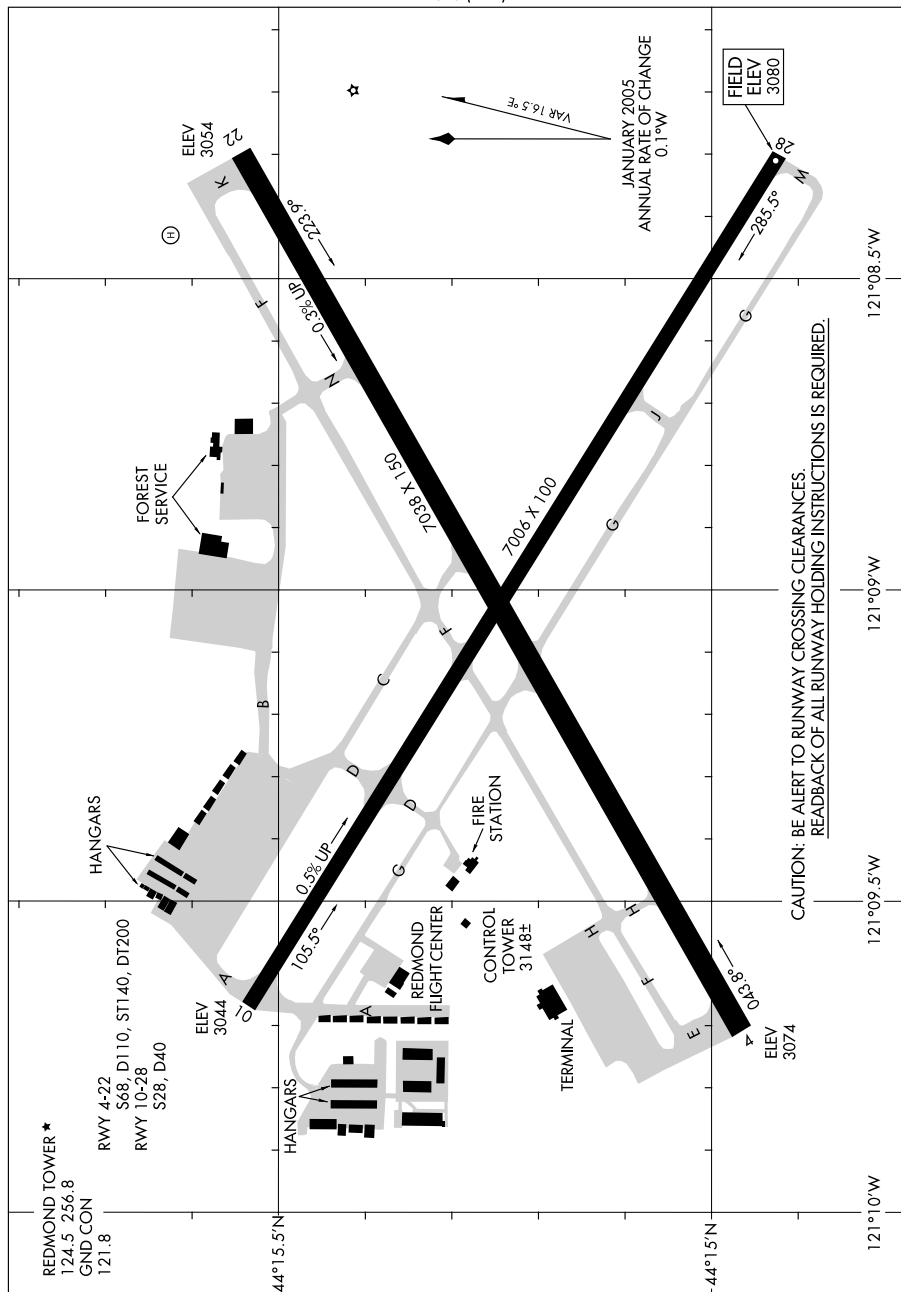 REDMOND TOWER ★
124.5 256.8
GND CON
121.8
RWY 4-22
S68, D110, ST140, DT200
RWY 10-28
S28, D40
HANGARS
FOREST
SERVICE
H
ELEV
3054
22
K
223.9°
0.3% UP
F
N
7038 X 150
B
VAR 16.5°E
JANUARY 2005
ANNUAL RATE OF CHANGE
0.1°W
FIELD
ELEV
3080
28
M
285.5°
G
J
G
7006 X 100
C
F
D
D
G
A
0.5% UP
105.5°
10
ELEV
3044
A
HANGARS
REDMOND
FLIGHTCENTER
FIRE
STATION
CONTROL
TOWER
3148±
TERMINAL
H
H
F
E
043.8°
4
ELEV
3074
CAUTION: BE ALERT TO RUNWAY CROSSING CLEARANCES.
READBACK OF ALL RUNWAY HOLDING INSTRUCTIONS IS REQUIRED.
44°15.5'N
44°15'N
121°10'W
121°09.5'W
121°09'W
121°08.5'W